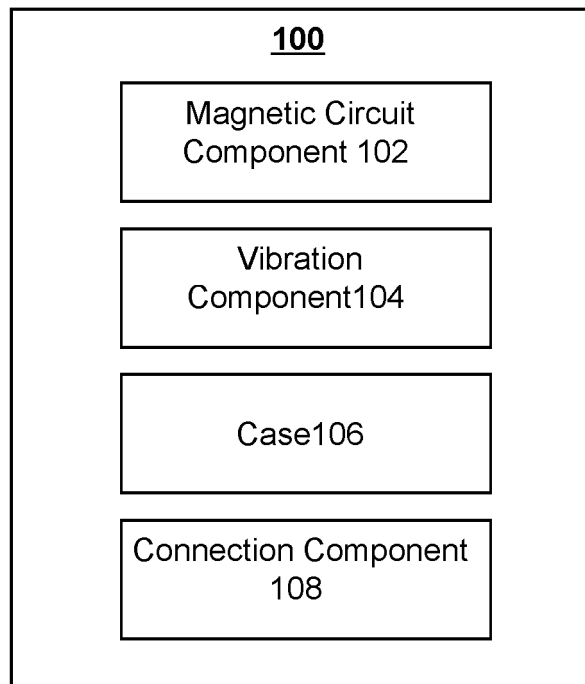 100
Magnetic Circuit
Component 102
Vibration
Component104
Case106
Connection Component
108